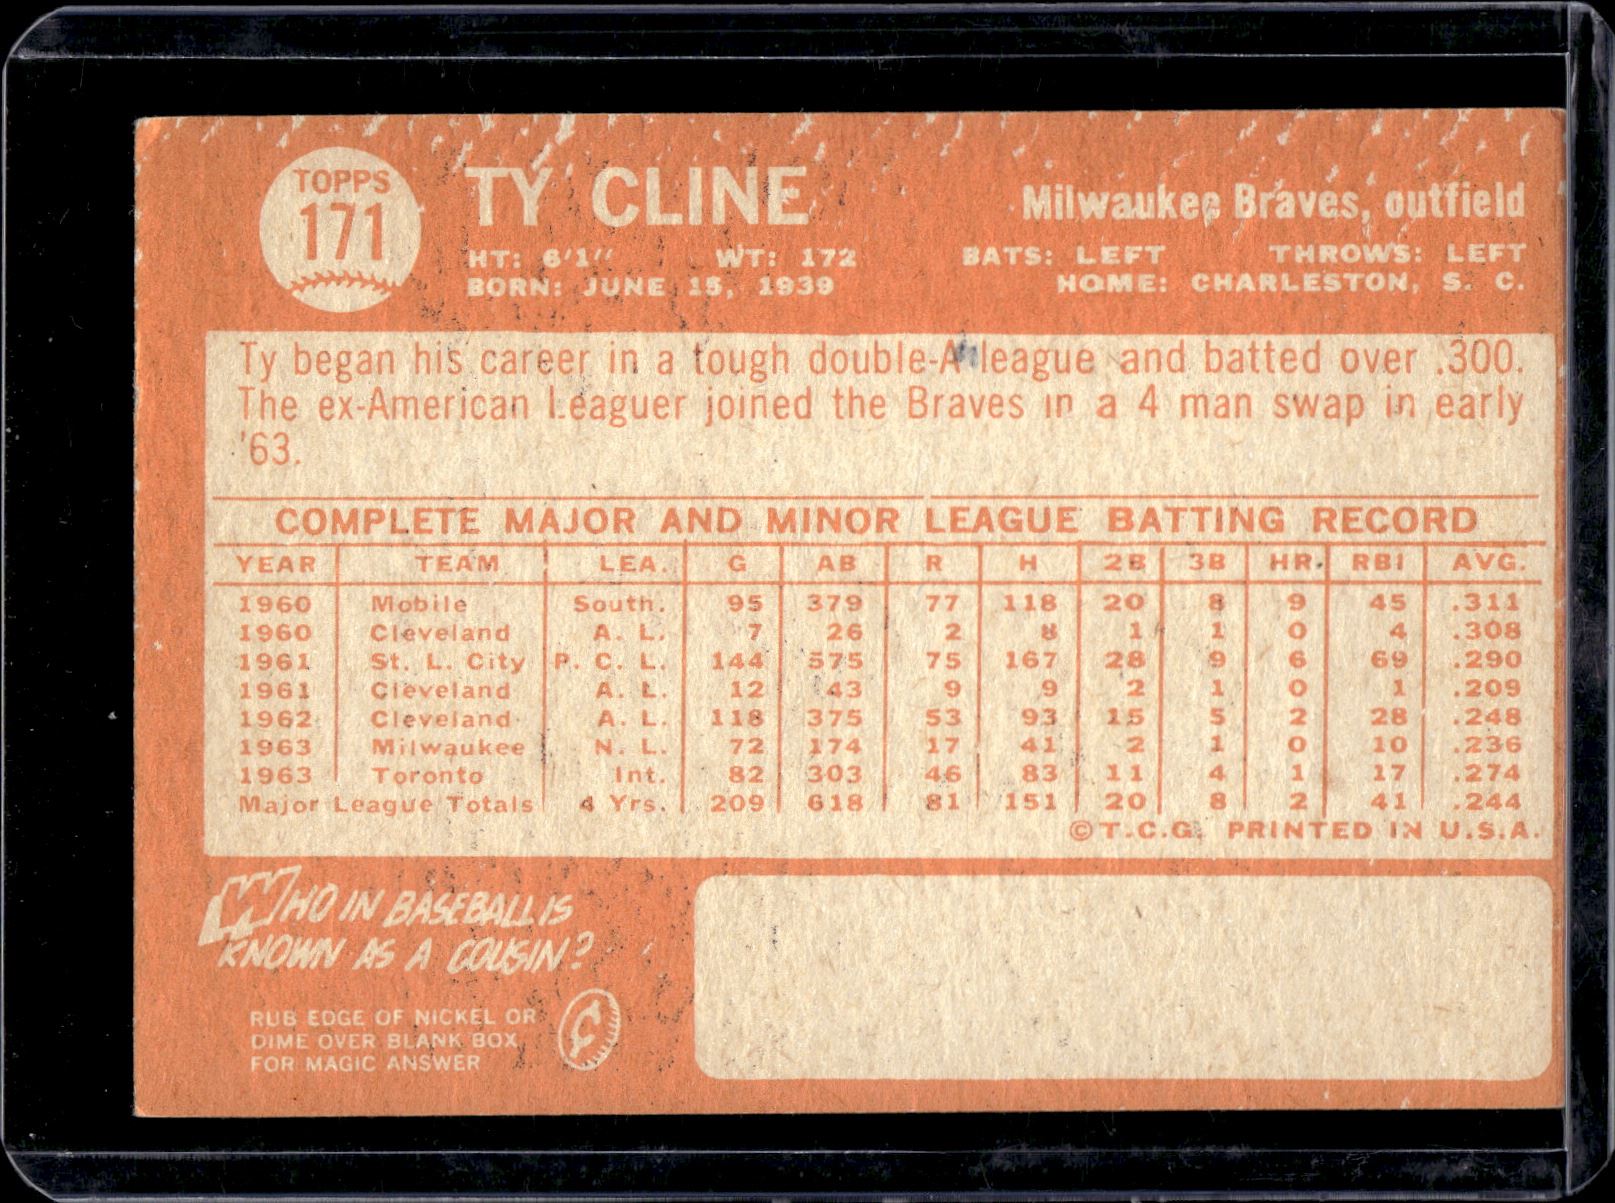 TOPPS
171
TY CLINE
Milwaukee Braves, outfield
HT: 6'1" WT: 172 BATS: LEFT THROWS: LEFT
BORN: JUNE 15, 1939 HOME: CHARLESTON, S. C.
Ty began his career in a tough double-A league and batted over .300.
The ex-American Leaguer joined the Braves in a 4 man swap in early
'63.
COMPLETE MAJOR AND MINOR LEAGUE BATTING RECORD
YEAR TEAM LEA. G AB R H 2B 3B HR RBI AVG.
1960 Mobile South. 95 379 77 118 20 8 9 45 .311
1960 Cleveland A. L. 7 26 2 8 1 1 0 4 .308
1961 St. L. City P. C. L. 144 575 75 167 28 9 6 69 .290
1961 Cleveland A. L. 12 43 9 9 2 1 0 1 .209
1962 Cleveland A. L. 118 375 53 93 15 5 2 28 .248
1963 Milwaukee N. L. 72 174 17 41 2 1 0 10 .236
1963 Toronto Int. 82 303 46 83 11 4 1 17 .274
Major League Totals 4 Yrs. 209 618 81 151 20 8 2 41 .244
©T.C.G. PRINTED IN U.S.A.
WHO IN BASEBALL IS
KNOWN AS A COUSIN?
RUB EDGE OF NICKEL OR
DIME OVER BLANK BOX
FOR MAGIC ANSWER
¢